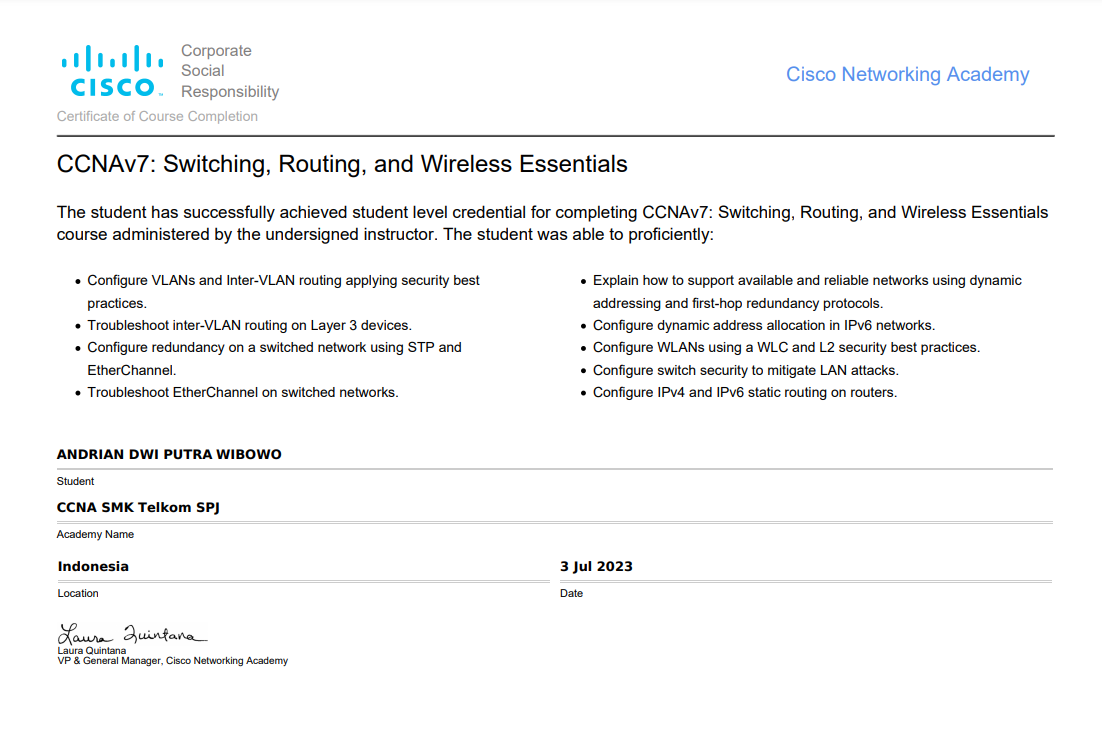 Corporate
Social
Responsibility
CISCO™
Cisco Networking Academy
Certificate of Course Completion
CCNAv7: Switching, Routing, and Wireless Essentials
The student has successfully achieved student level credential for completing CCNAv7: Switching, Routing, and Wireless Essentials
course administered by the undersigned instructor. The student was able to proficiently:
• Configure VLANs and Inter-VLAN routing applying security best
practices.
• Troubleshoot inter-VLAN routing on Layer 3 devices.
• Configure redundancy on a switched network using STP and
EtherChannel.
• Troubleshoot EtherChannel on switched networks.
• Explain how to support available and reliable networks using dynamic
addressing and first-hop redundancy protocols.
• Configure dynamic address allocation in IPv6 networks.
• Configure WLANs using a WLC and L2 security best practices.
• Configure switch security to mitigate LAN attacks.
• Configure IPv4 and IPv6 static routing on routers.
ANDRIAN DWI PUTRA WIBOWO
Student
CCNA SMK Telkom SPJ
Academy Name
Indonesia
Location
3 Jul 2023
Date
Laura Quintana
Laura Quintana
VP & General Manager, Cisco Networking Academy